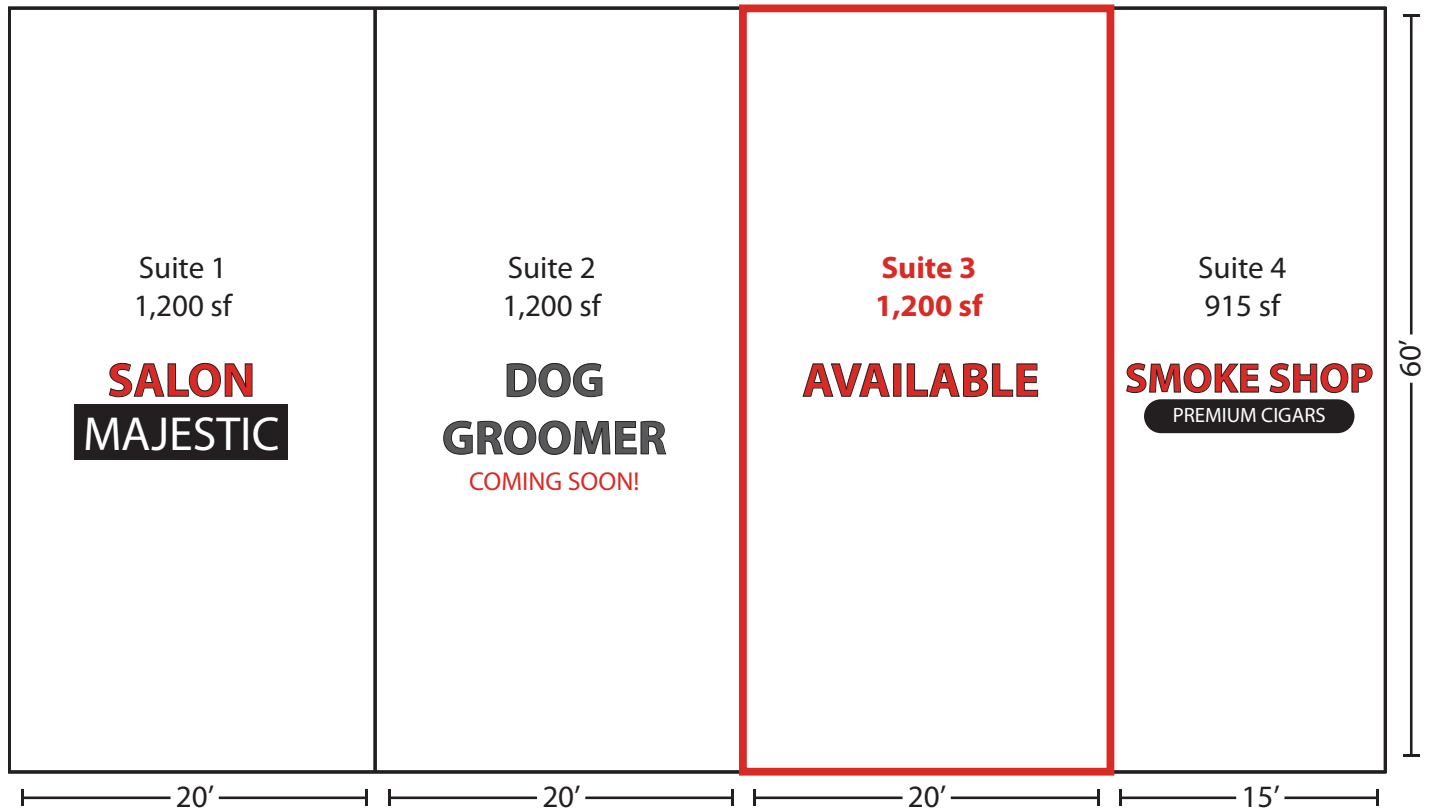 Suite 1
1,200 sf
SALON
MAJESTIC
Suite 2
1,200 sf
DOG
GROOMER
COMING SOON!
Suite 3
1,200 sf
AVAILABLE
Suite 4
915 sf
SMOKE SHOP
PREMIUM CIGARS
60’
20’
20’
20’
15’